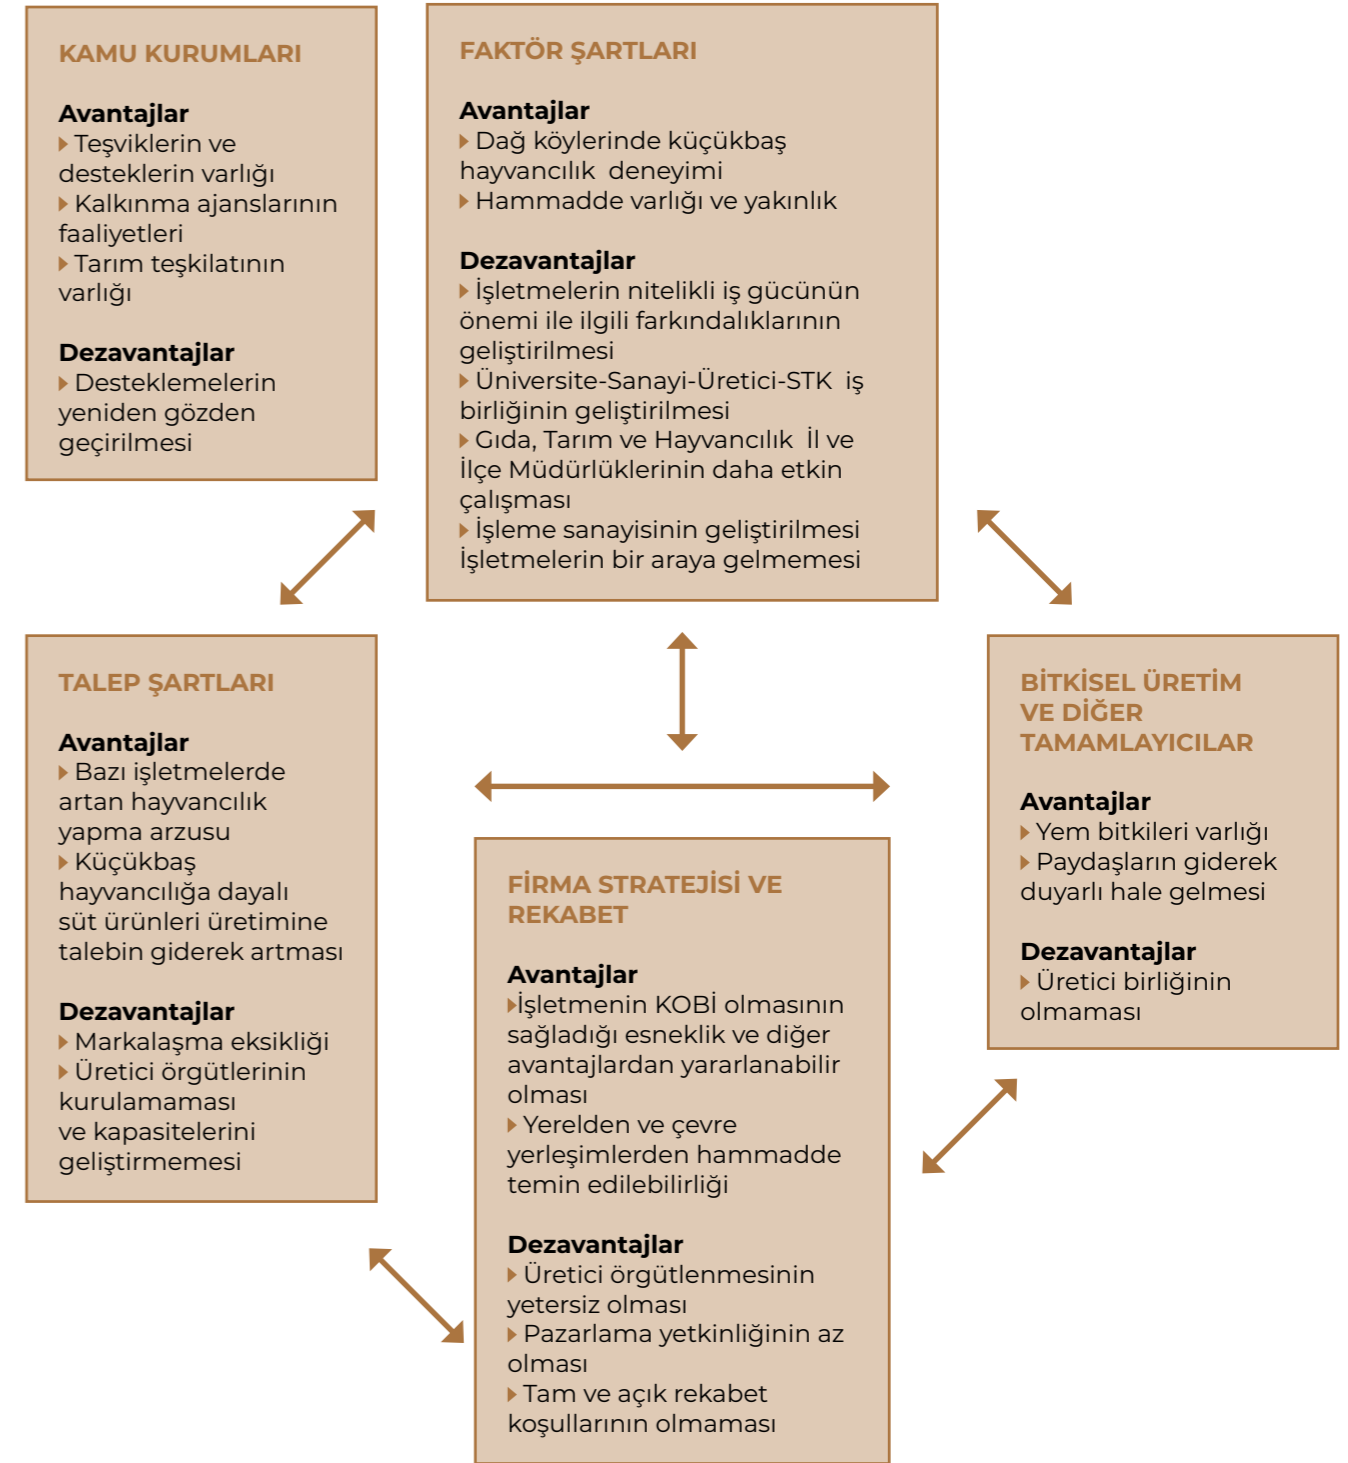 KAMU KURUMLARI
Avantajlar
Teşviklerin ve
desteklerin varlığı
Kalkınma ajanslarının
faaliyetleri
Tarım teşkilatının
varlığı
Dezavantajlar
Desteklemelerin
yeniden gözden
geçirilmesi
FAKTÖR ŞARTLARI
Avantajlar
Dağ köylerinde küçükbaş
hayvancılık deneyimi
Hammadde varlığı ve yakınlık
Dezavantajlar
İşletmelerin nitelikli iş gücünün
önemi ile ilgili farkındalıklarının
geliştirilmesi
Üniversite-Sanayi-Üretici-STK iş
birliğinin geliştirilmesi
Gıda, Tarım ve Hayvancılık İl ve
İlçe Müdürlüklerinin daha etkin
çalışması
İşleme sanayisinin geliştirilmesi
İşletmelerin bir araya gelmemesi
TALEP ŞARTLARI
Avantajlar
Bazı işletmelerde
artan hayvancılık
yapma arzusu
Küçükbaş
hayvancılığa dayalı
süt ürünleri üretimine
talebin giderek artması
Dezavantajlar
Markalaşma eksikliği
Üretici örgütlerinin
kurulamaması
ve kapasitelerini
geliştirmemesi
FİRMA STRATEJİSİ VE
REKABET
Avantajlar
İşletmenin KOBİ olmasının
sağladığı esneklik ve diğer
avantajlardan yararlanabilir
olması
Yerelden ve çevre
yerleşimlerden hammadde
temin edilebilirliği
Dezavantajlar
Üretici örgütlenmesinin
yetersiz olması
Pazarlama yetkinliğinin az
olması
Tam ve açık rekabet
koşullarının olmaması
BİTKİSEL ÜRETİM
VE DİĞER
TAMAMLAYICILAR
Avantajlar
Yem bitkileri varlığı
Paydaşların giderek
duyarlı hale gelmesi
Dezavantajlar
Üretici birliğinin
olmaması